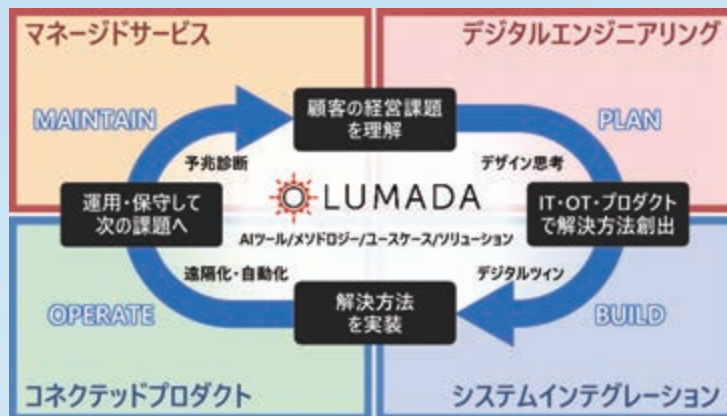 マネージドサービス
デジタルエンジニアリング
MAINTAIN
顧客の経営課題
を理解
PLAN
予兆診断
デザイン思考
運用・保守して
次の課題へ
LUMADA
IT・OT・プロダクト
で解決方法創出
AIツール/メソドロジー/ユースケース/ソリューション
遠隔化・自動化
デジタルツイン
OPERATE
解決方法
を実装
BUILD
コネクテッドプロダクト
システムインテグレーション